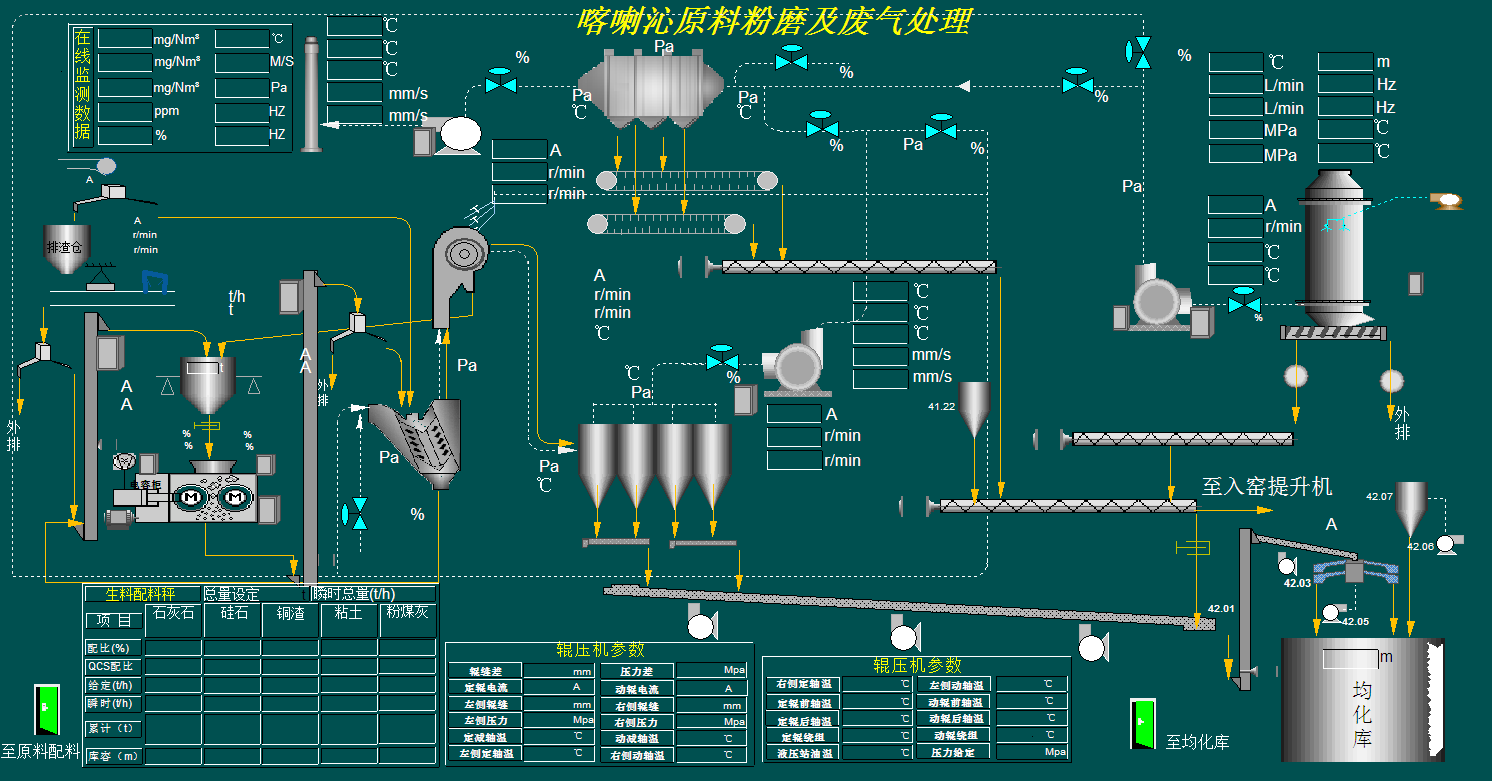 喀喇沁原料粉磨及废气处理
在线监测数据
mg/Nm³ ℃
mg/Nm³ M/S
mg/Nm³ Pa
ppm HZ
% HZ
℃
℃
℃
mm/s
mm/s
%
Pa
Pa
℃
Pa
℃
%
%
Pa
%
%
%
℃ m
L/min Hz
L/min Hz
MPa ℃
MPa ℃
A
r/min
r/min
A
A
r/min
r/min
排渣仓
t/h
t
Pa
A
r/min
℃
℃
%
A
r/min
r/min
℃
℃
℃
℃
mm/s
mm/s
A
r/min
r/min
A
A
A
A
t
外排
外排
外排
Pa
Pa
℃
Pa
%
Pa
℃
%
%
%
%
%
电容柜
M M
41.22
至入窑提升机
42.07
42.06
A
42.03
42.05
42.01
m
均化库
生料配料秤 总量设定 t 瞬时总量(t/h)
项 目 石灰石 硅石 铜渣 粘土 粉煤灰
配比(%)
QCS配比
给定(t/h)
瞬时(t/h)
累计（t）
库容（m）
辊压机参数
辊缝差 mm 压力差 Mpa
定辊电流 A 动辊电流 A
左侧辊缝 mm 右侧辊缝 mm
左侧压力 Mpa 右侧压力 Mpa
定减轴温 ℃ 动减轴温 ℃
左侧定轴温 ℃ 右侧动轴温 ℃
辊压机参数
右侧定轴温 ℃ 左侧动轴温 ℃
定辊前轴温 ℃ 动辊前轴温 ℃
定辊后轴温 ℃ 动辊后轴温 ℃
定辊绕组 ℃ 动辊绕组 ℃
液压站油温 ℃ 压力给定 Mpa
至原料配料
至均化库